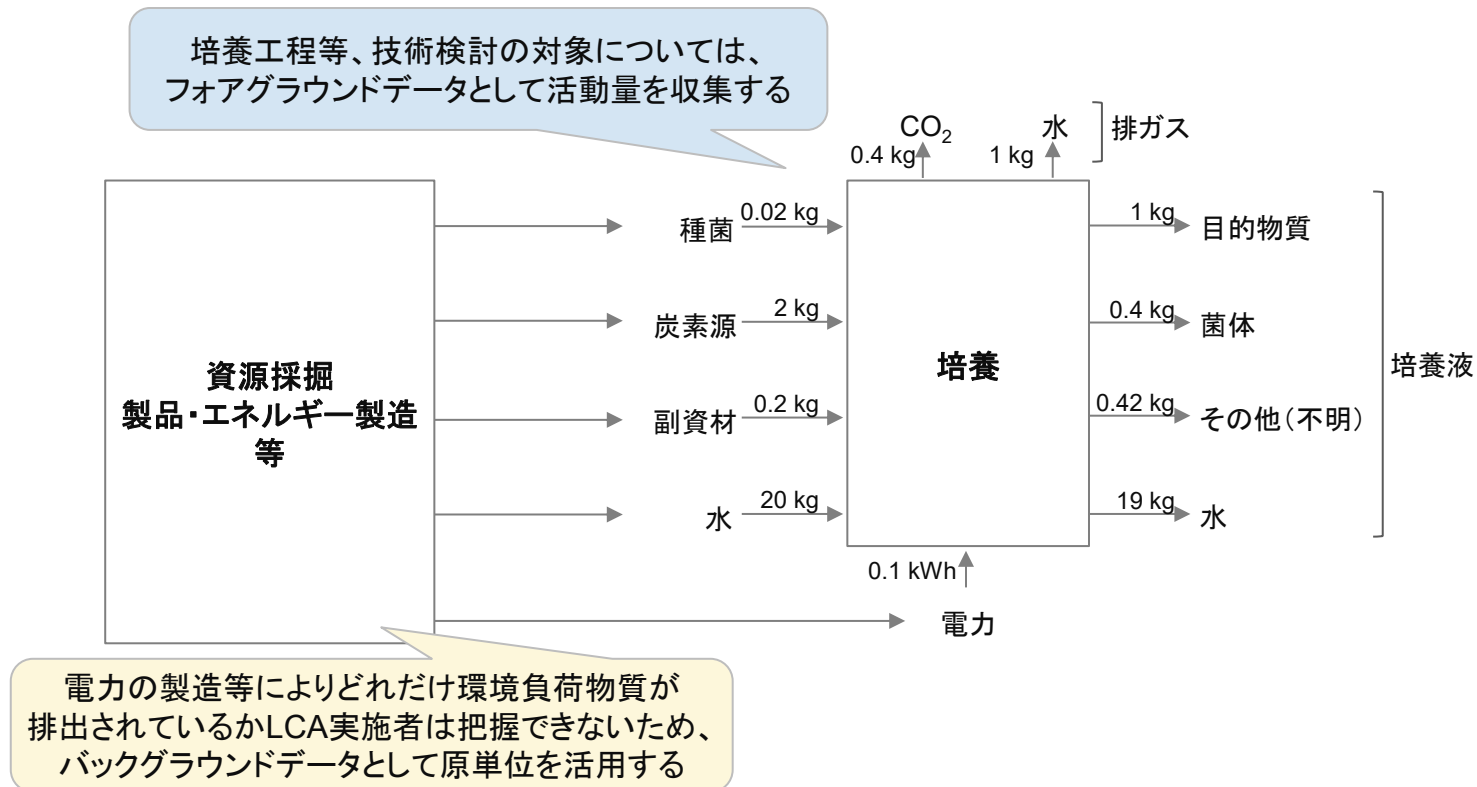 培養工程等、技術検討の対象については、
フォアグラウンドデータとして活動量を収集する
CO₂
水
排ガス
0.4 kg
1 kg
種菌
0.02 kg
1 kg
目的物質
炭素源
2 kg
0.4 kg
菌体
資源採掘
製品・エネルギー製造
等
培養
培養液
副資材
0.2 kg
0.42 kg
その他(不明)
水
20 kg
19 kg
水
0.1 kWh
電力
電力の製造等によりどれだけ環境負荷物質が
排出されているかLCA実施者は把握できないため、
バックグラウンドデータとして原単位を活用する